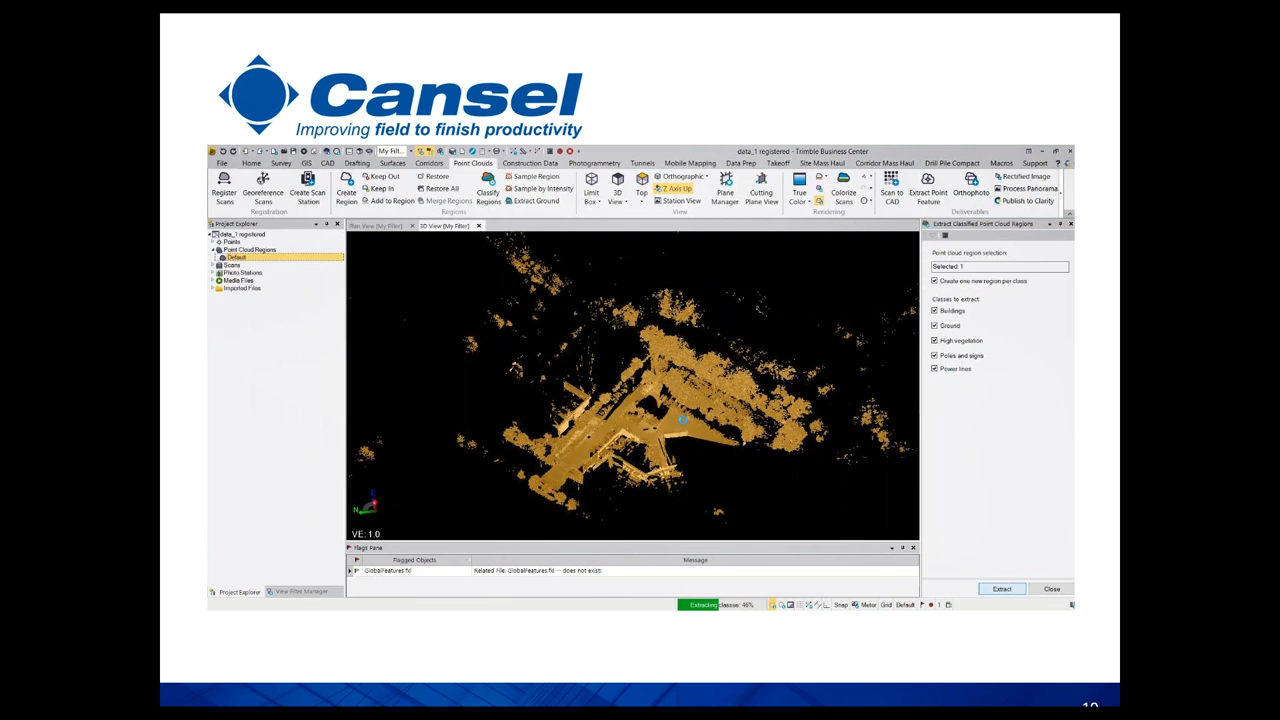 Cansel
Improving field to finish productivity
My Fill...
data_1 registered - Trimble Business Center
File Home Survey GIS CAD Drafting Surfaces Corridors Point Clouds Construction Data Photogrammetry Tunnels Mobile Mapping Data Prep Takeoff Site Mass Haul Corridor Mass Haul Drill Pile Compact Macros Support
Register Scans
Georeference Scans
Create Scan Station
Registration
Create Region
Keep Out
Keep In
Add to Region
Restore
Restore All
Merge Regions
Classify Regions
Sample Region
Sample by Intensity
Extract Ground
Regions
Limit Box
3D View
Top
Orthographic
Z Axis Up
Station View
View
Plane Manager
Cutting Plane View
True Color
Colorize Scans
Rendering
Scan to CAD
Extract Point Feature
Orthophoto
Rectified Image
Process Panorama
Publish to Clarity
Deliverables
Project Explorer
data_1 registered
Points
Point Cloud Regions
Default
Scans
Photo Stations
Media Files
Imported Files
Project Explorer View Filter Manager
Plan View [My Filter] 3D View [My Filter]
N
VE: 1.0
Flags Pane
Flagged Objects Message
GlobalFeatures.fxl Related File: GlobalFeatures.fxl -- does not exist
Extract Classified Point Cloud Regions
Point cloud region selection:
Selected: 1
Create one new region per class
Classes to extract:
Buildings
Ground
High vegetation
Poles and signs
Power lines
Extract Close
Extracting classes: 46% Snap Meter Grid Default 1